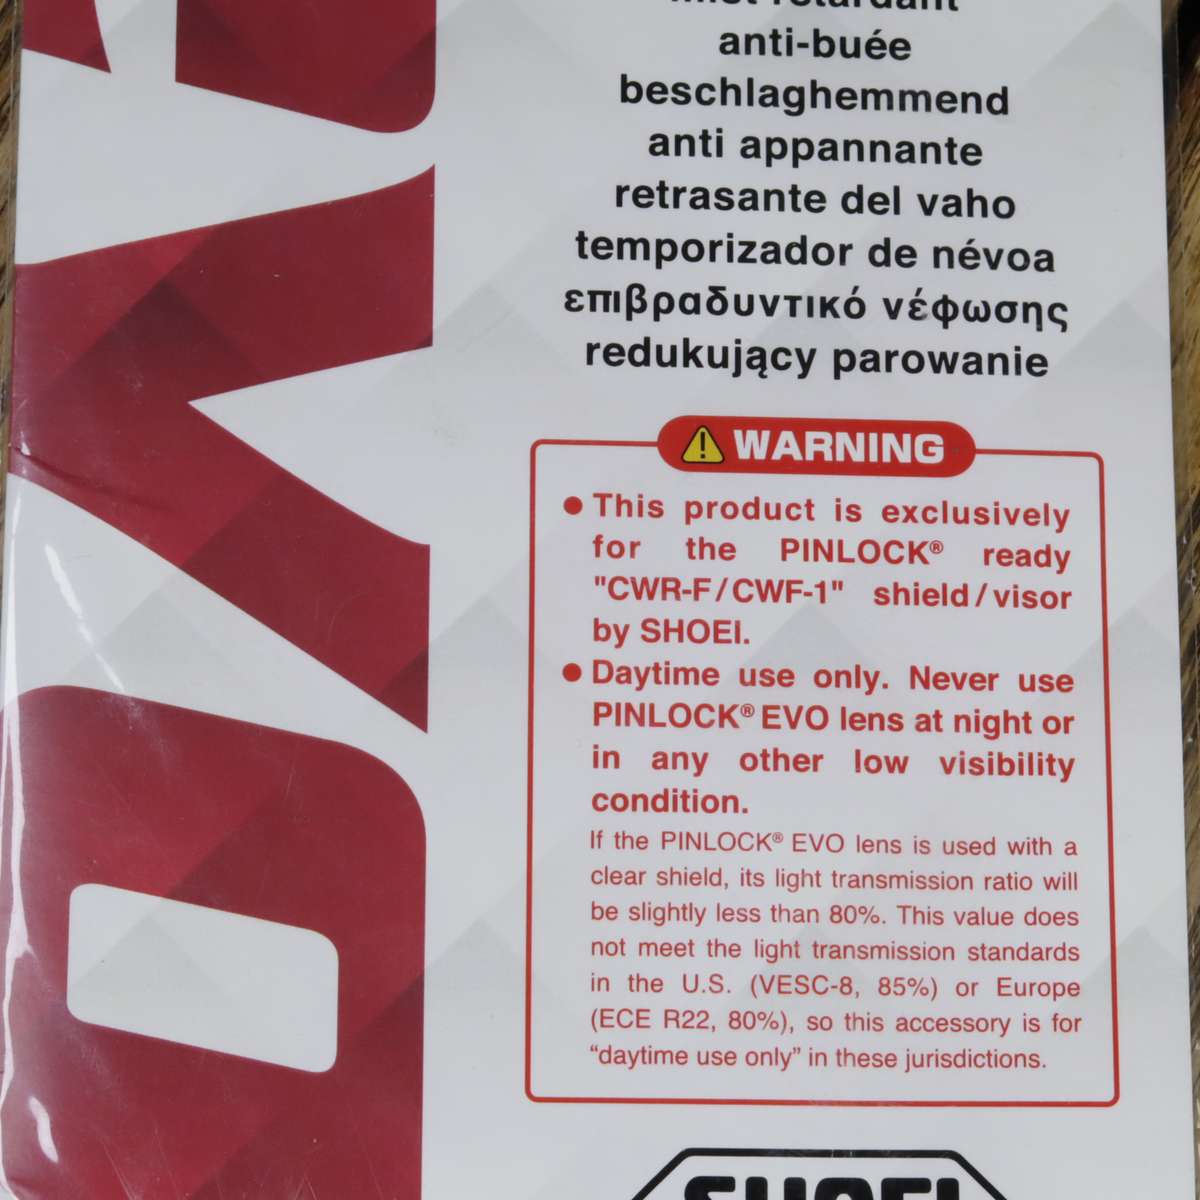 mist retardant
anti-buée
beschlaghemmend
anti appannante
retrasante del vaho
temporizador de névoa
επιβραδυντικό νέφωσης
redukujący parowanie
WARNING
● This product is exclusively
for the PINLOCK® ready
"CWR-F/CWF-1" shield/visor
by SHOEI.
● Daytime use only. Never use
PINLOCK® EVO lens at night or
in any other low visibility
condition.
If the PINLOCK® EVO lens is used with a
clear shield, its light transmission ratio will
be slightly less than 80%. This value does
not meet the light transmission standards
in the U.S. (VESC-8, 85%) or Europe
(ECE R22, 80%), so this accessory is for
“daytime use only” in these jurisdictions.
SHOEI